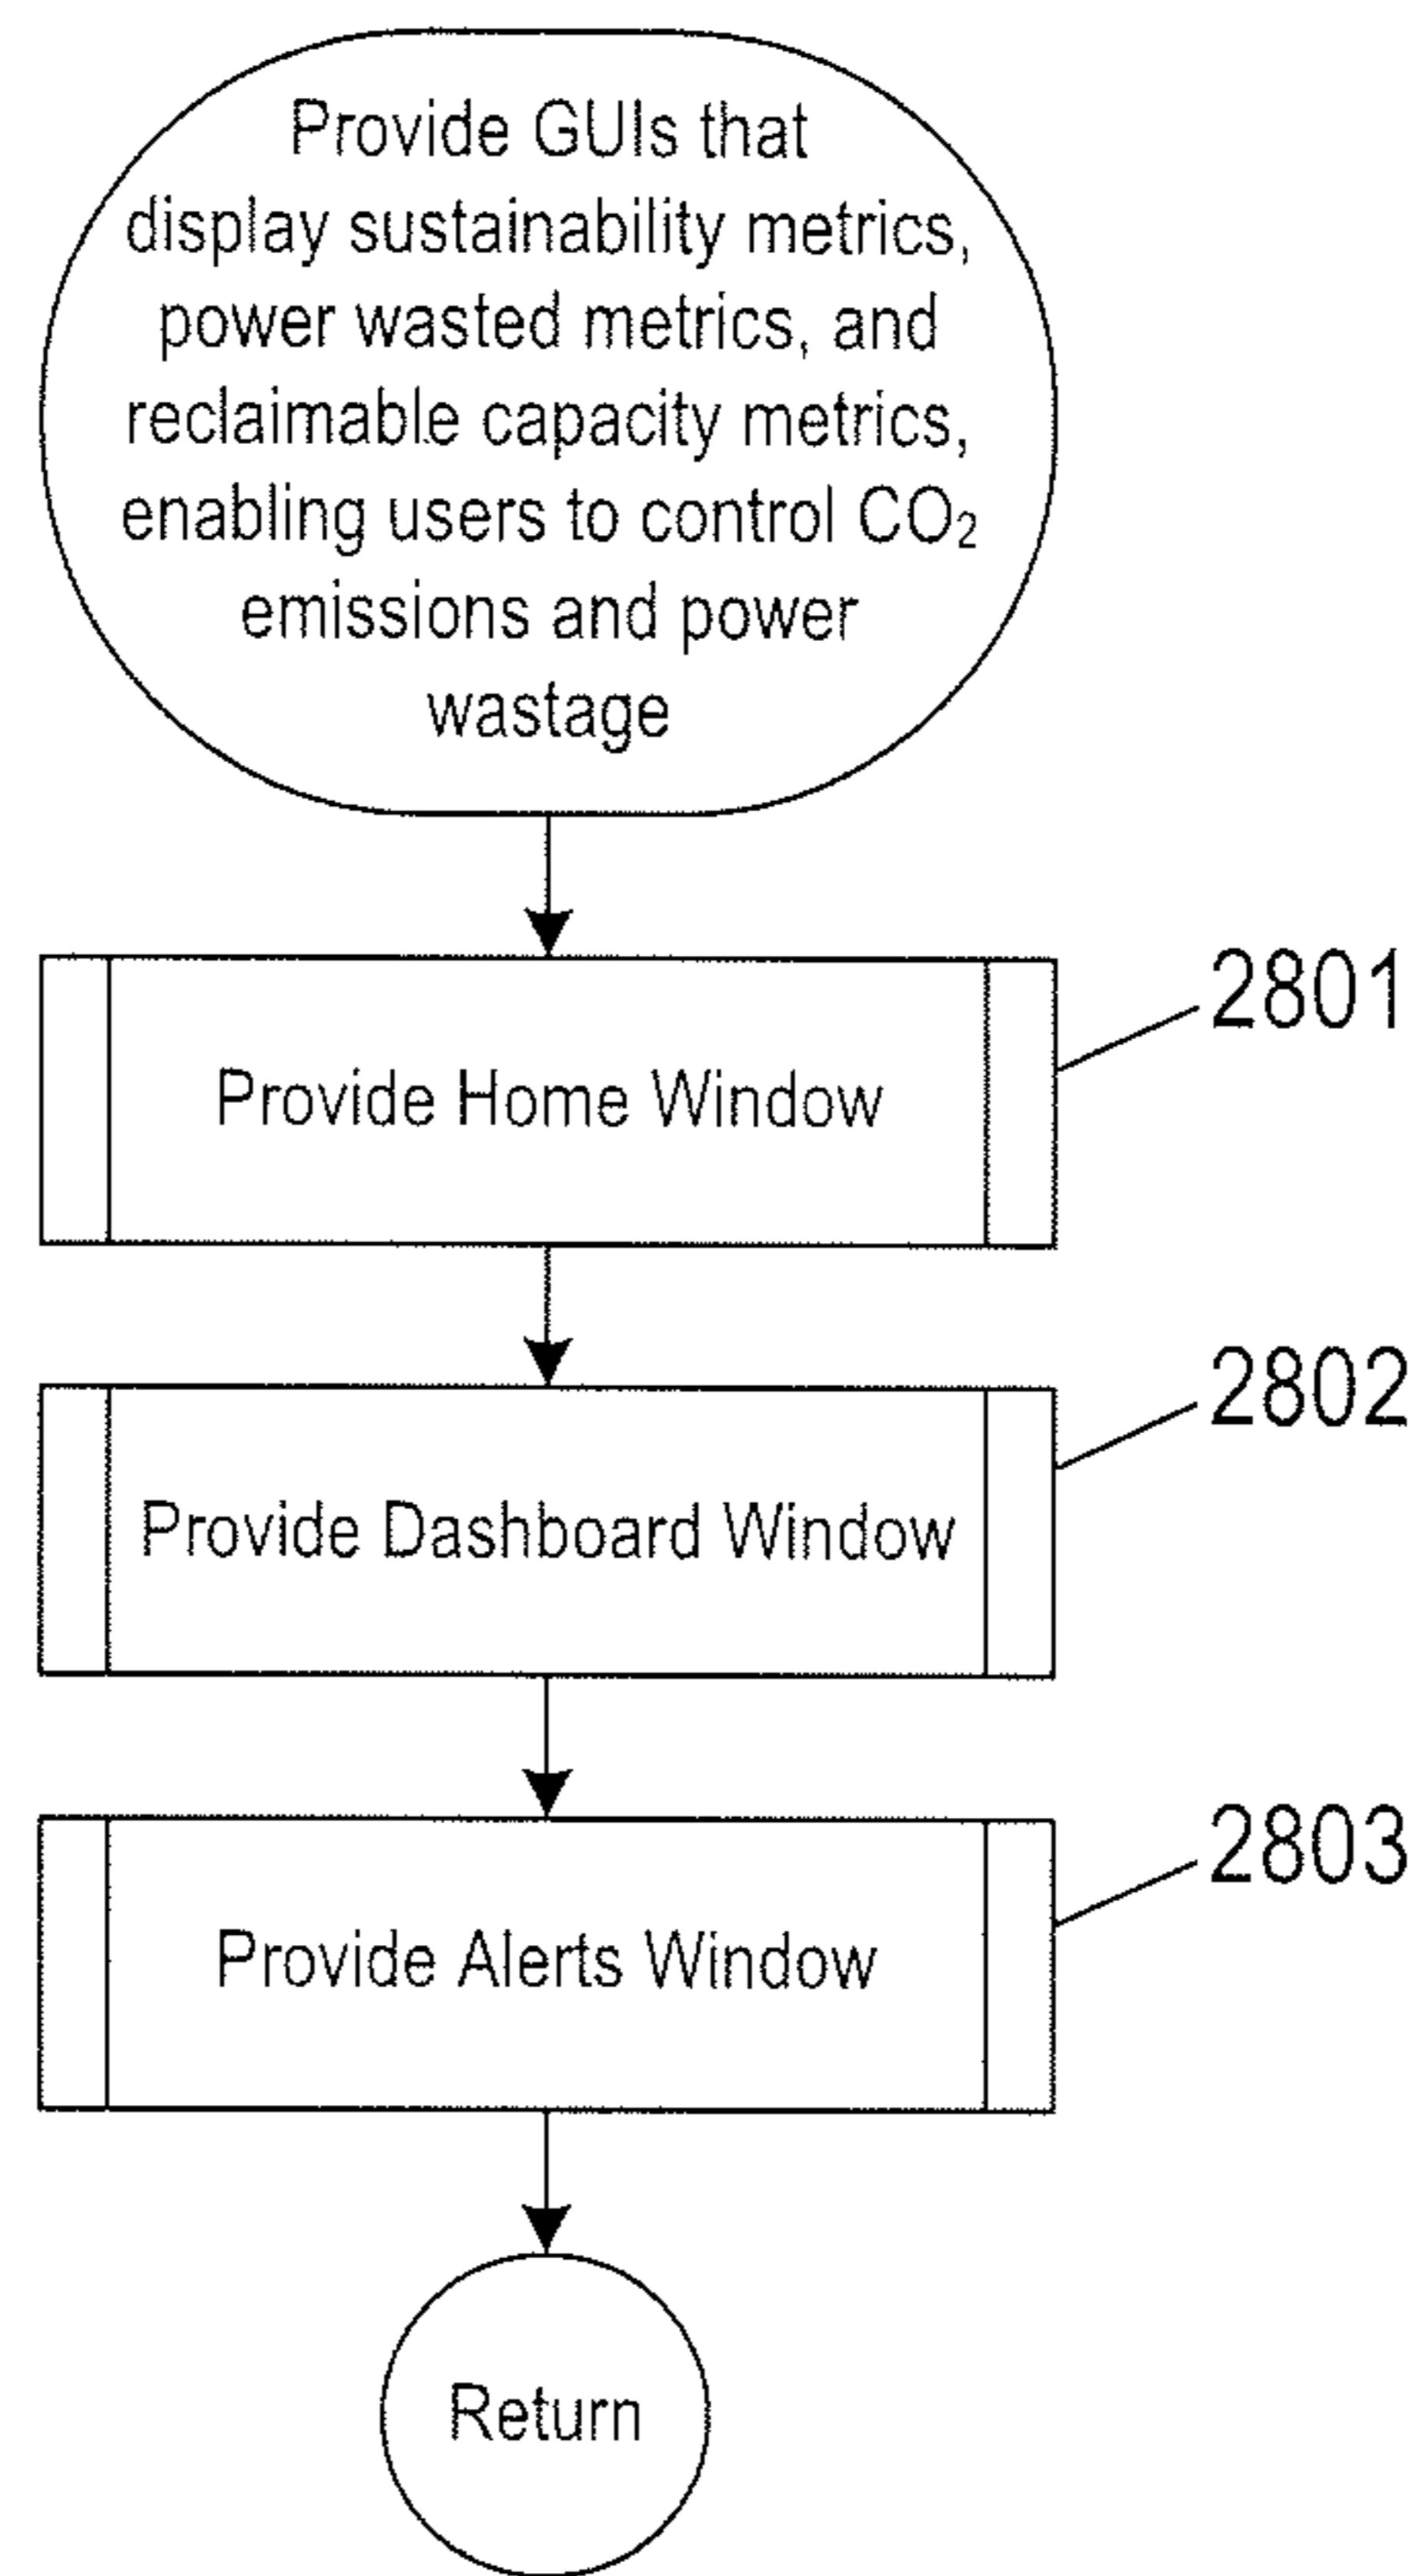 Provide GUIs that
display sustainability metrics,
power wasted metrics, and
reclaimable capacity metrics,
enabling users to control CO₂
emissions and power
wastage
2801
Provide Home Window
2802
Provide Dashboard Window
2803
Provide Alerts Window
Return